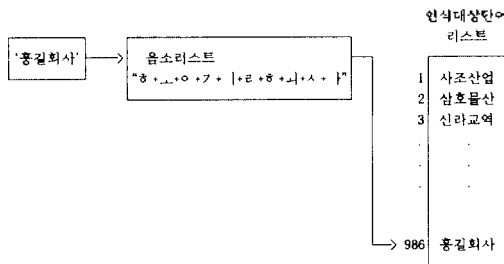 인식대상단어
리스트
'홍길회사'
음소리스트
"ㅎ+ㅗ+ㅇ+ㄱ+ㅣ+ㄹ+ㅎ+ㅚ+ㅅ+ㅏ"
1 사조산업
2 삼호물산
3 신라교역
.
.
.
986 홍길회사